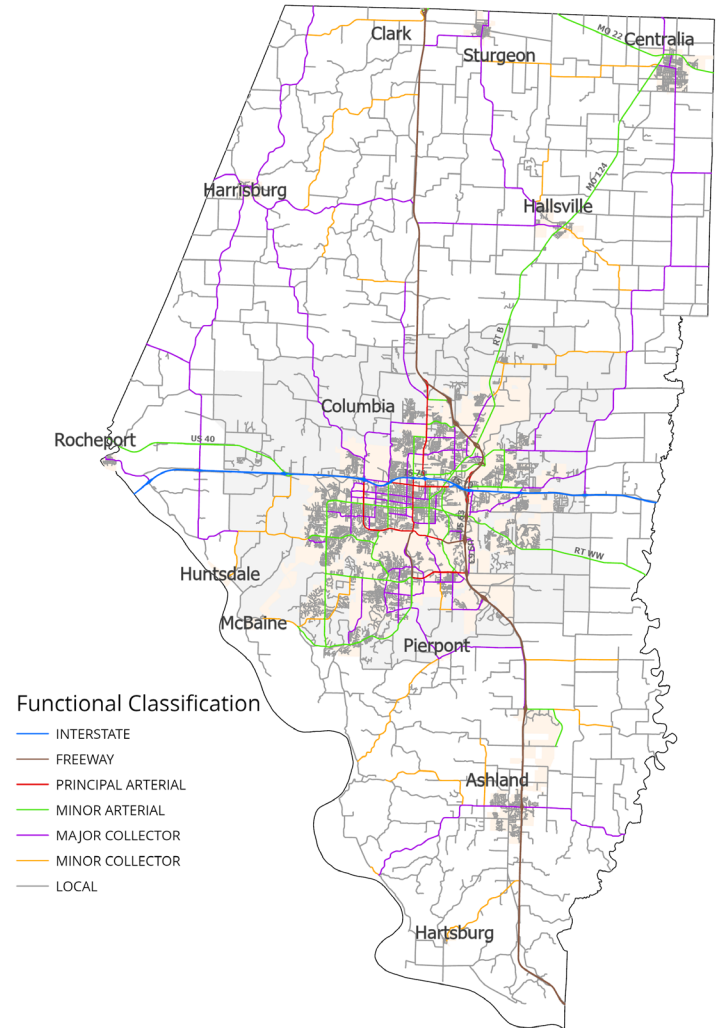 Clark
MO 22
Centralia
Sturgeon
MO 124
Harrisburg
Hallsville
RT B
Columbia
Rocheport
US 40
RT WW
Huntsdale
McBaine
Pierpont
Functional Classification
INTERSTATE
FREEWAY
PRINCIPAL ARTERIAL
MINOR ARTERIAL
MAJOR COLLECTOR
MINOR COLLECTOR
LOCAL
Ashland
Hartsburg